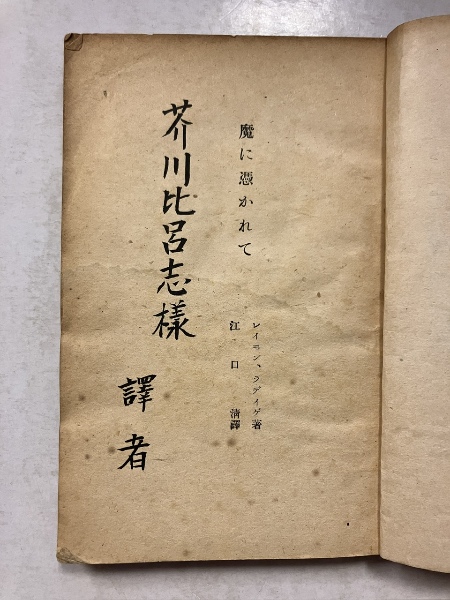 魔に憑かれて
レイモン、ラディゲ著
江口清譯
芥川比呂志様
譯者